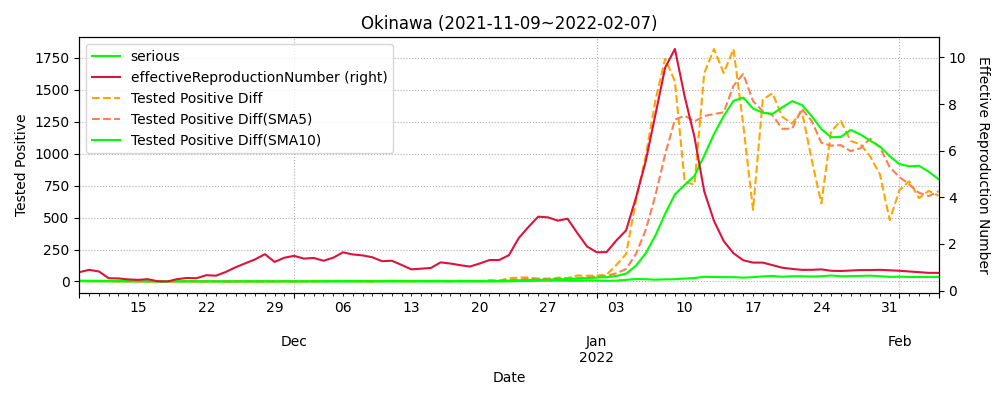 Okinawa (2021-11-09~2022-02-07)
serious
effectiveReproductionNumber (right)
Tested Positive Diff
Tested Positive Diff(SMA5)
Tested Positive Diff(SMA10)
Tested Positive
1750
1500
1250
1000
750
500
250
0
Effective Reproduction Number
10
8
6
4
2
0
15 22 29 06 13 20 27 03 10 17 24 31
Dec Jan Feb
2022
Date